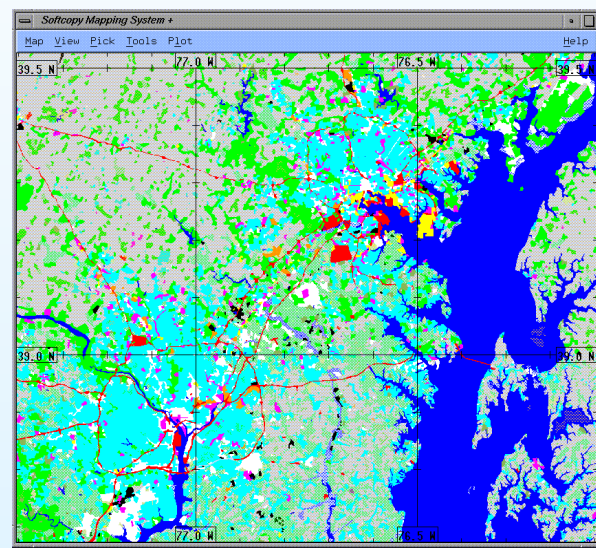 Softcopy Mapping System +
Map View Pick Tools Plot Help
39.5 N 77.0 W 76.5 W 39.5 N
39.0 N 39.0 N
77.0 W 76.5 W